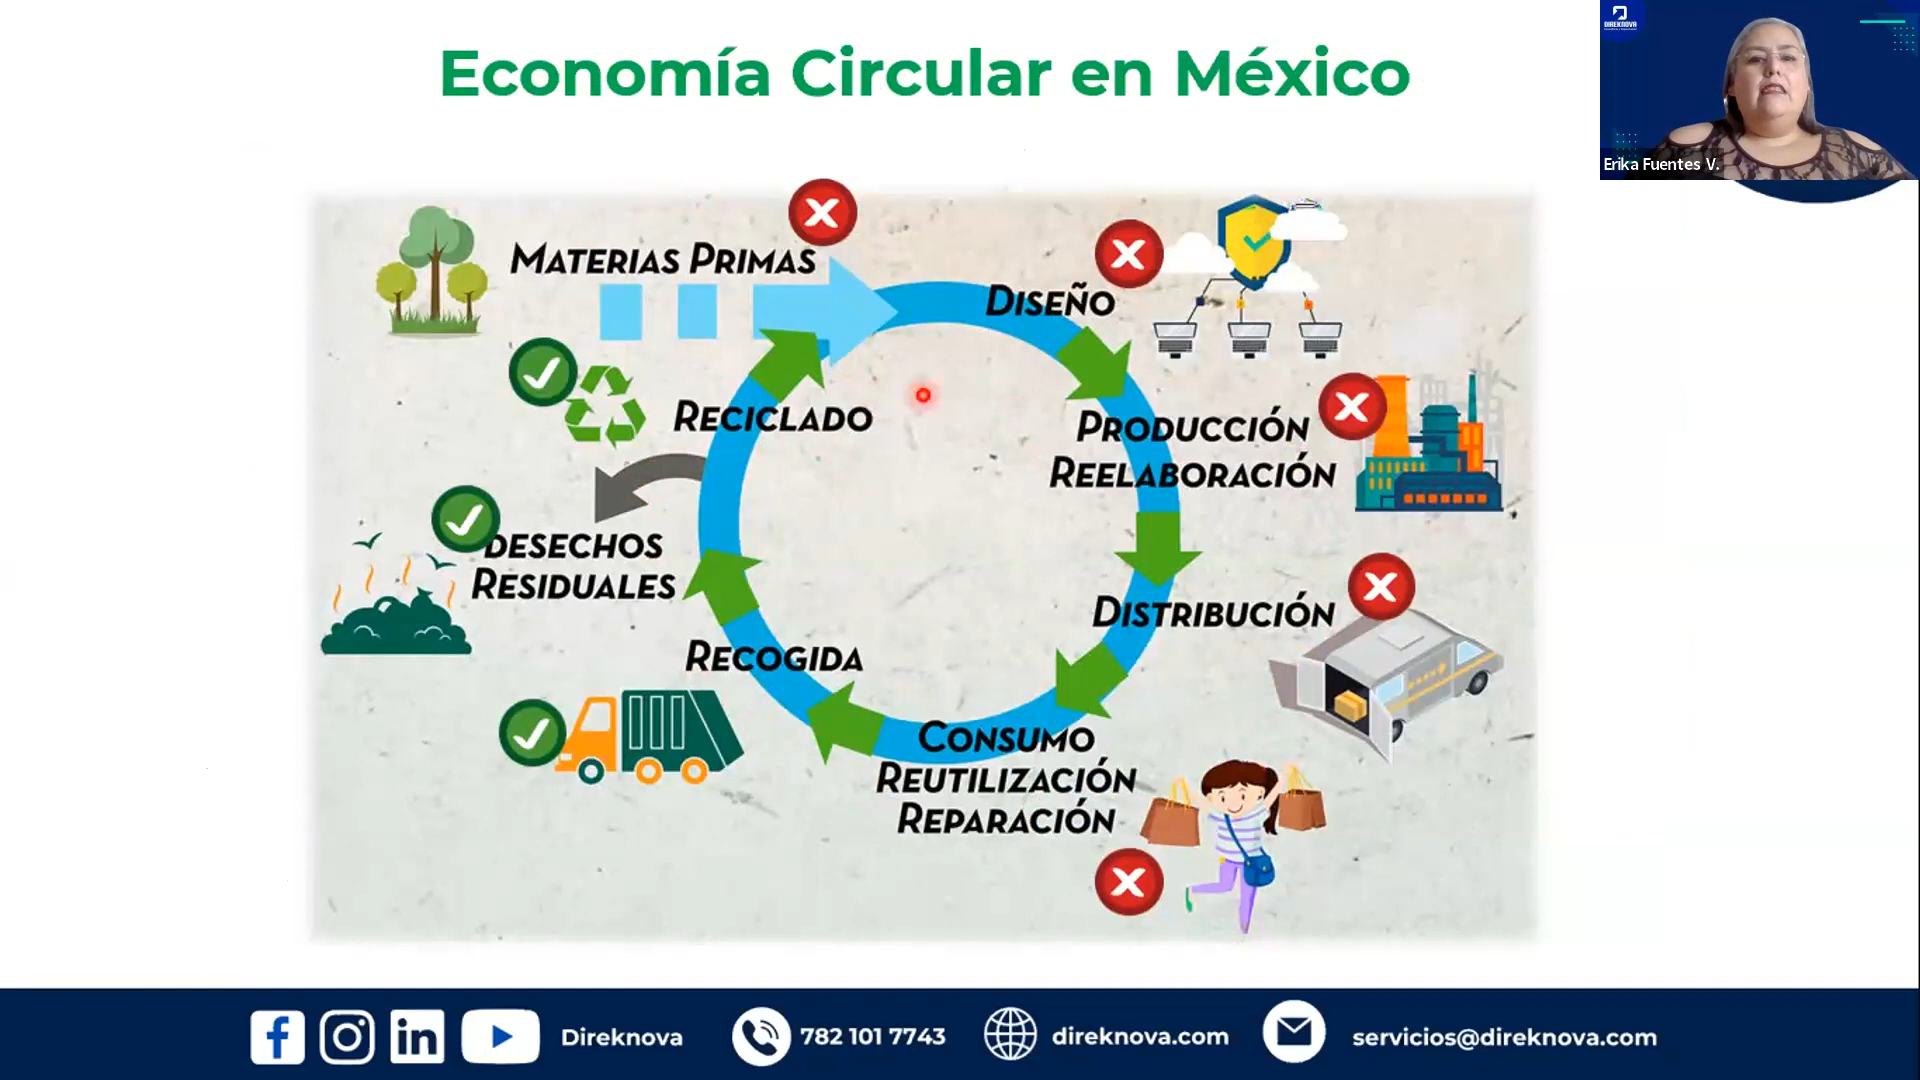 Economía Circular en México
DIREKNOVA
Erika Fuentes V.
MATERIAS PRIMAS
DISEÑO
RECICLADO
PRODUCCIÓN
REELABORACIÓN
DESECHOS
RESIDUALES
DISTRIBUCIÓN
RECOGIDA
CONSUMO
REUTILIZACIÓN
REPARACIÓN
Direknova
782 101 7743
direknova.com
servicios@direknova.com